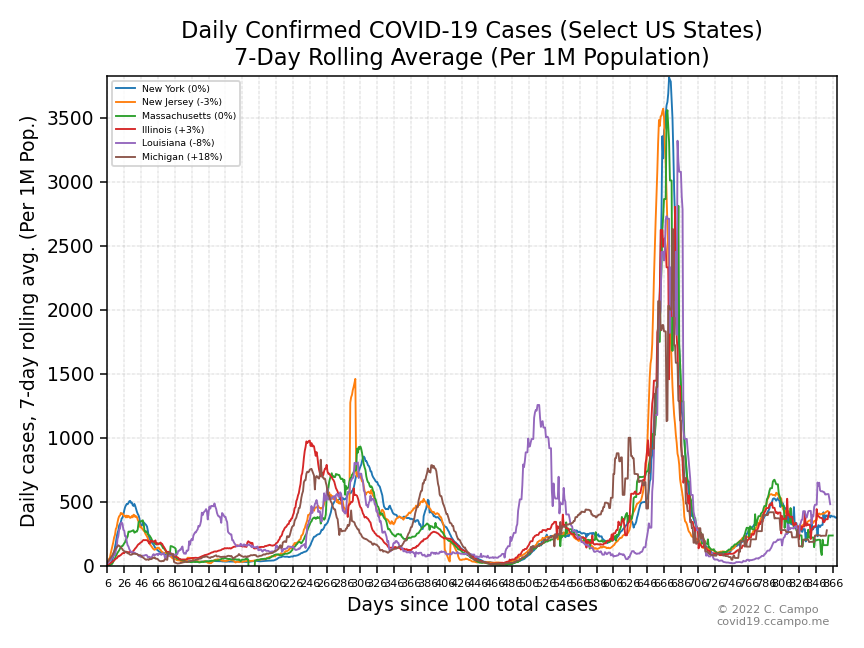 Daily Confirmed COVID-19 Cases (Select US States)
7-Day Rolling Average (Per 1M Population)
New York (0%)
New Jersey (-3%)
Massachusetts (0%)
Illinois (+3%)
Louisiana (-8%)
Michigan (+18%)
Daily cases, 7-day rolling avg. (Per 1M Pop.)
3500
3000
2500
2000
1500
1000
500
0
6 26 46 66 86 106 126 146 166 186 206 226 246 266 286 306 326 346 366 386 406 426 446 466 486 506 526 546 566 586 606 626 646 666 686 706 726 746 766 786 806 826 846 866
Days since 100 total cases
© 2022 C. Campo
covid19.ccampo.me